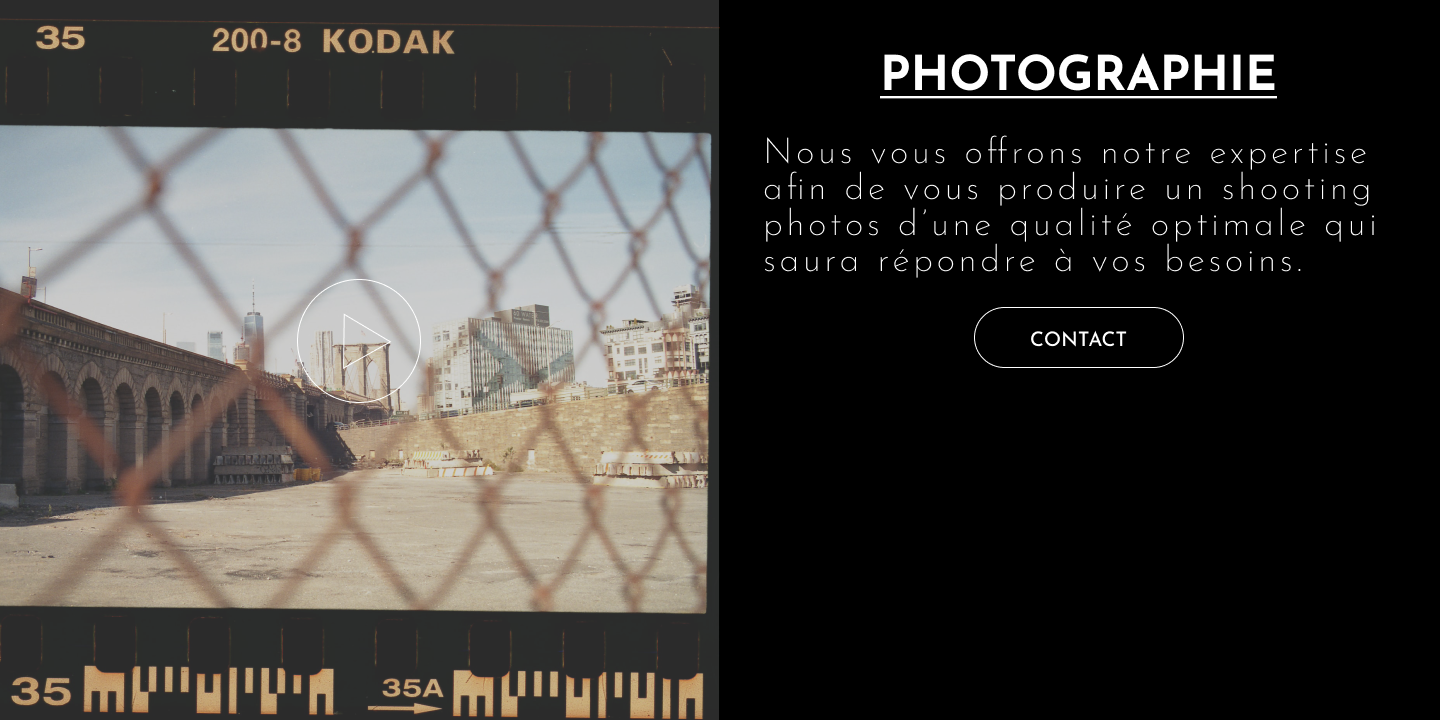 35 200-8 KODAK
PHOTOGRAPHIE
Nous vous offrons notre expertise
afin de vous produire un shooting
photos d'une qualité optimale qui
saura répondre à vos besoins.
CONTACT
35 35A